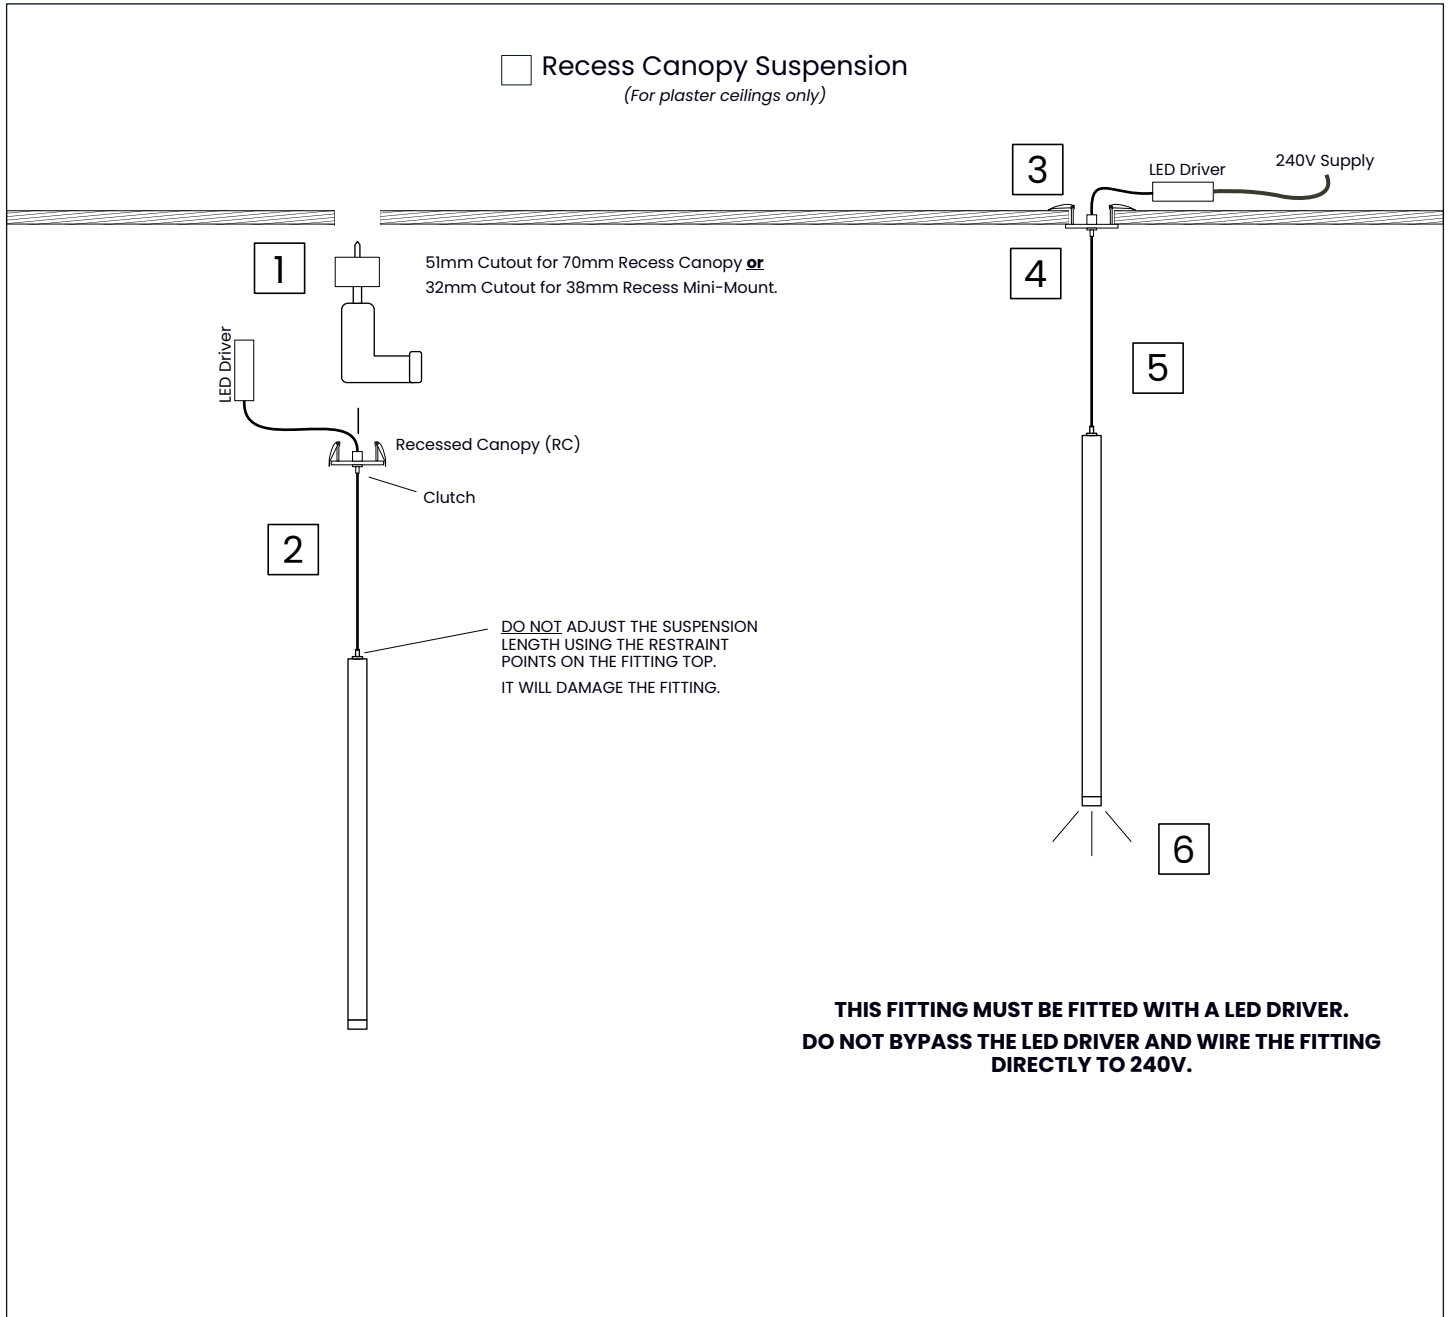 Recess Canopy Suspension
(For plaster ceilings only)
3
LED Driver
240V Supply
1
51mm Cutout for 70mm Recess Canopy or
32mm Cutout for 38mm Recess Mini-Mount.
4
LED Driver
5
Recessed Canopy (RC)
Clutch
2
DO NOT ADJUST THE SUSPENSION
LENGTH USING THE RESTRAINT
POINTS ON THE FITTING TOP.
IT WILL DAMAGE THE FITTING.
6
THIS FITTING MUST BE FITTED WITH A LED DRIVER.
DO NOT BYPASS THE LED DRIVER AND WIRE THE FITTING
DIRECTLY TO 240V.